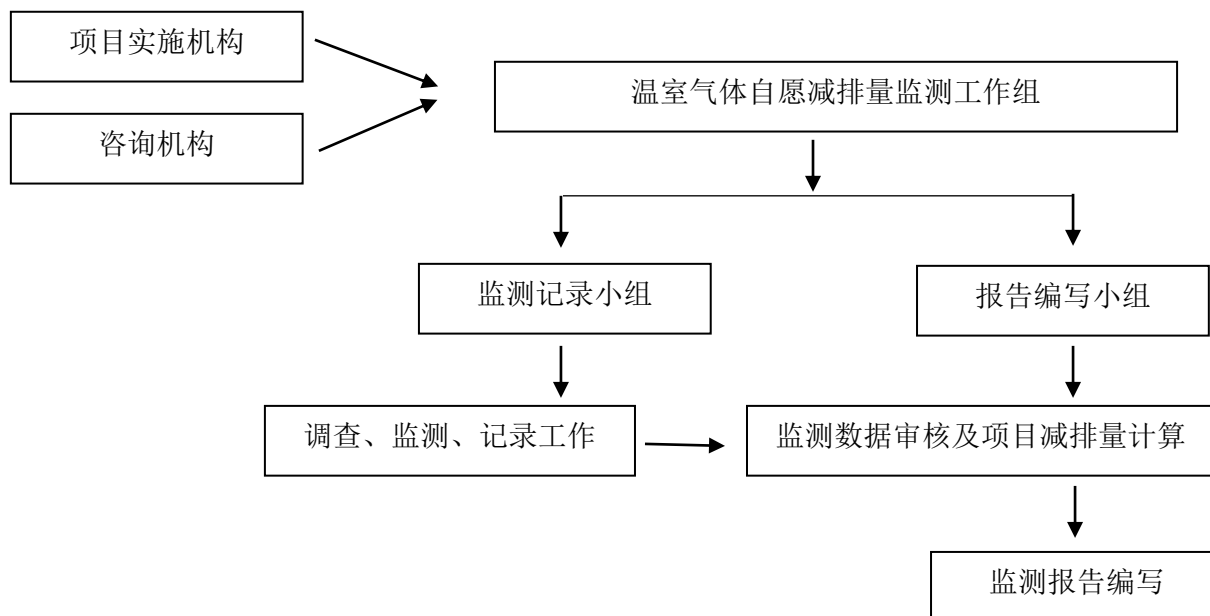 项目实施机构
温室气体自愿减排量监测工作组
咨询机构
监测记录小组
报告编写小组
调查、监测、记录工作
监测数据审核及项目减排量计算
监测报告编写